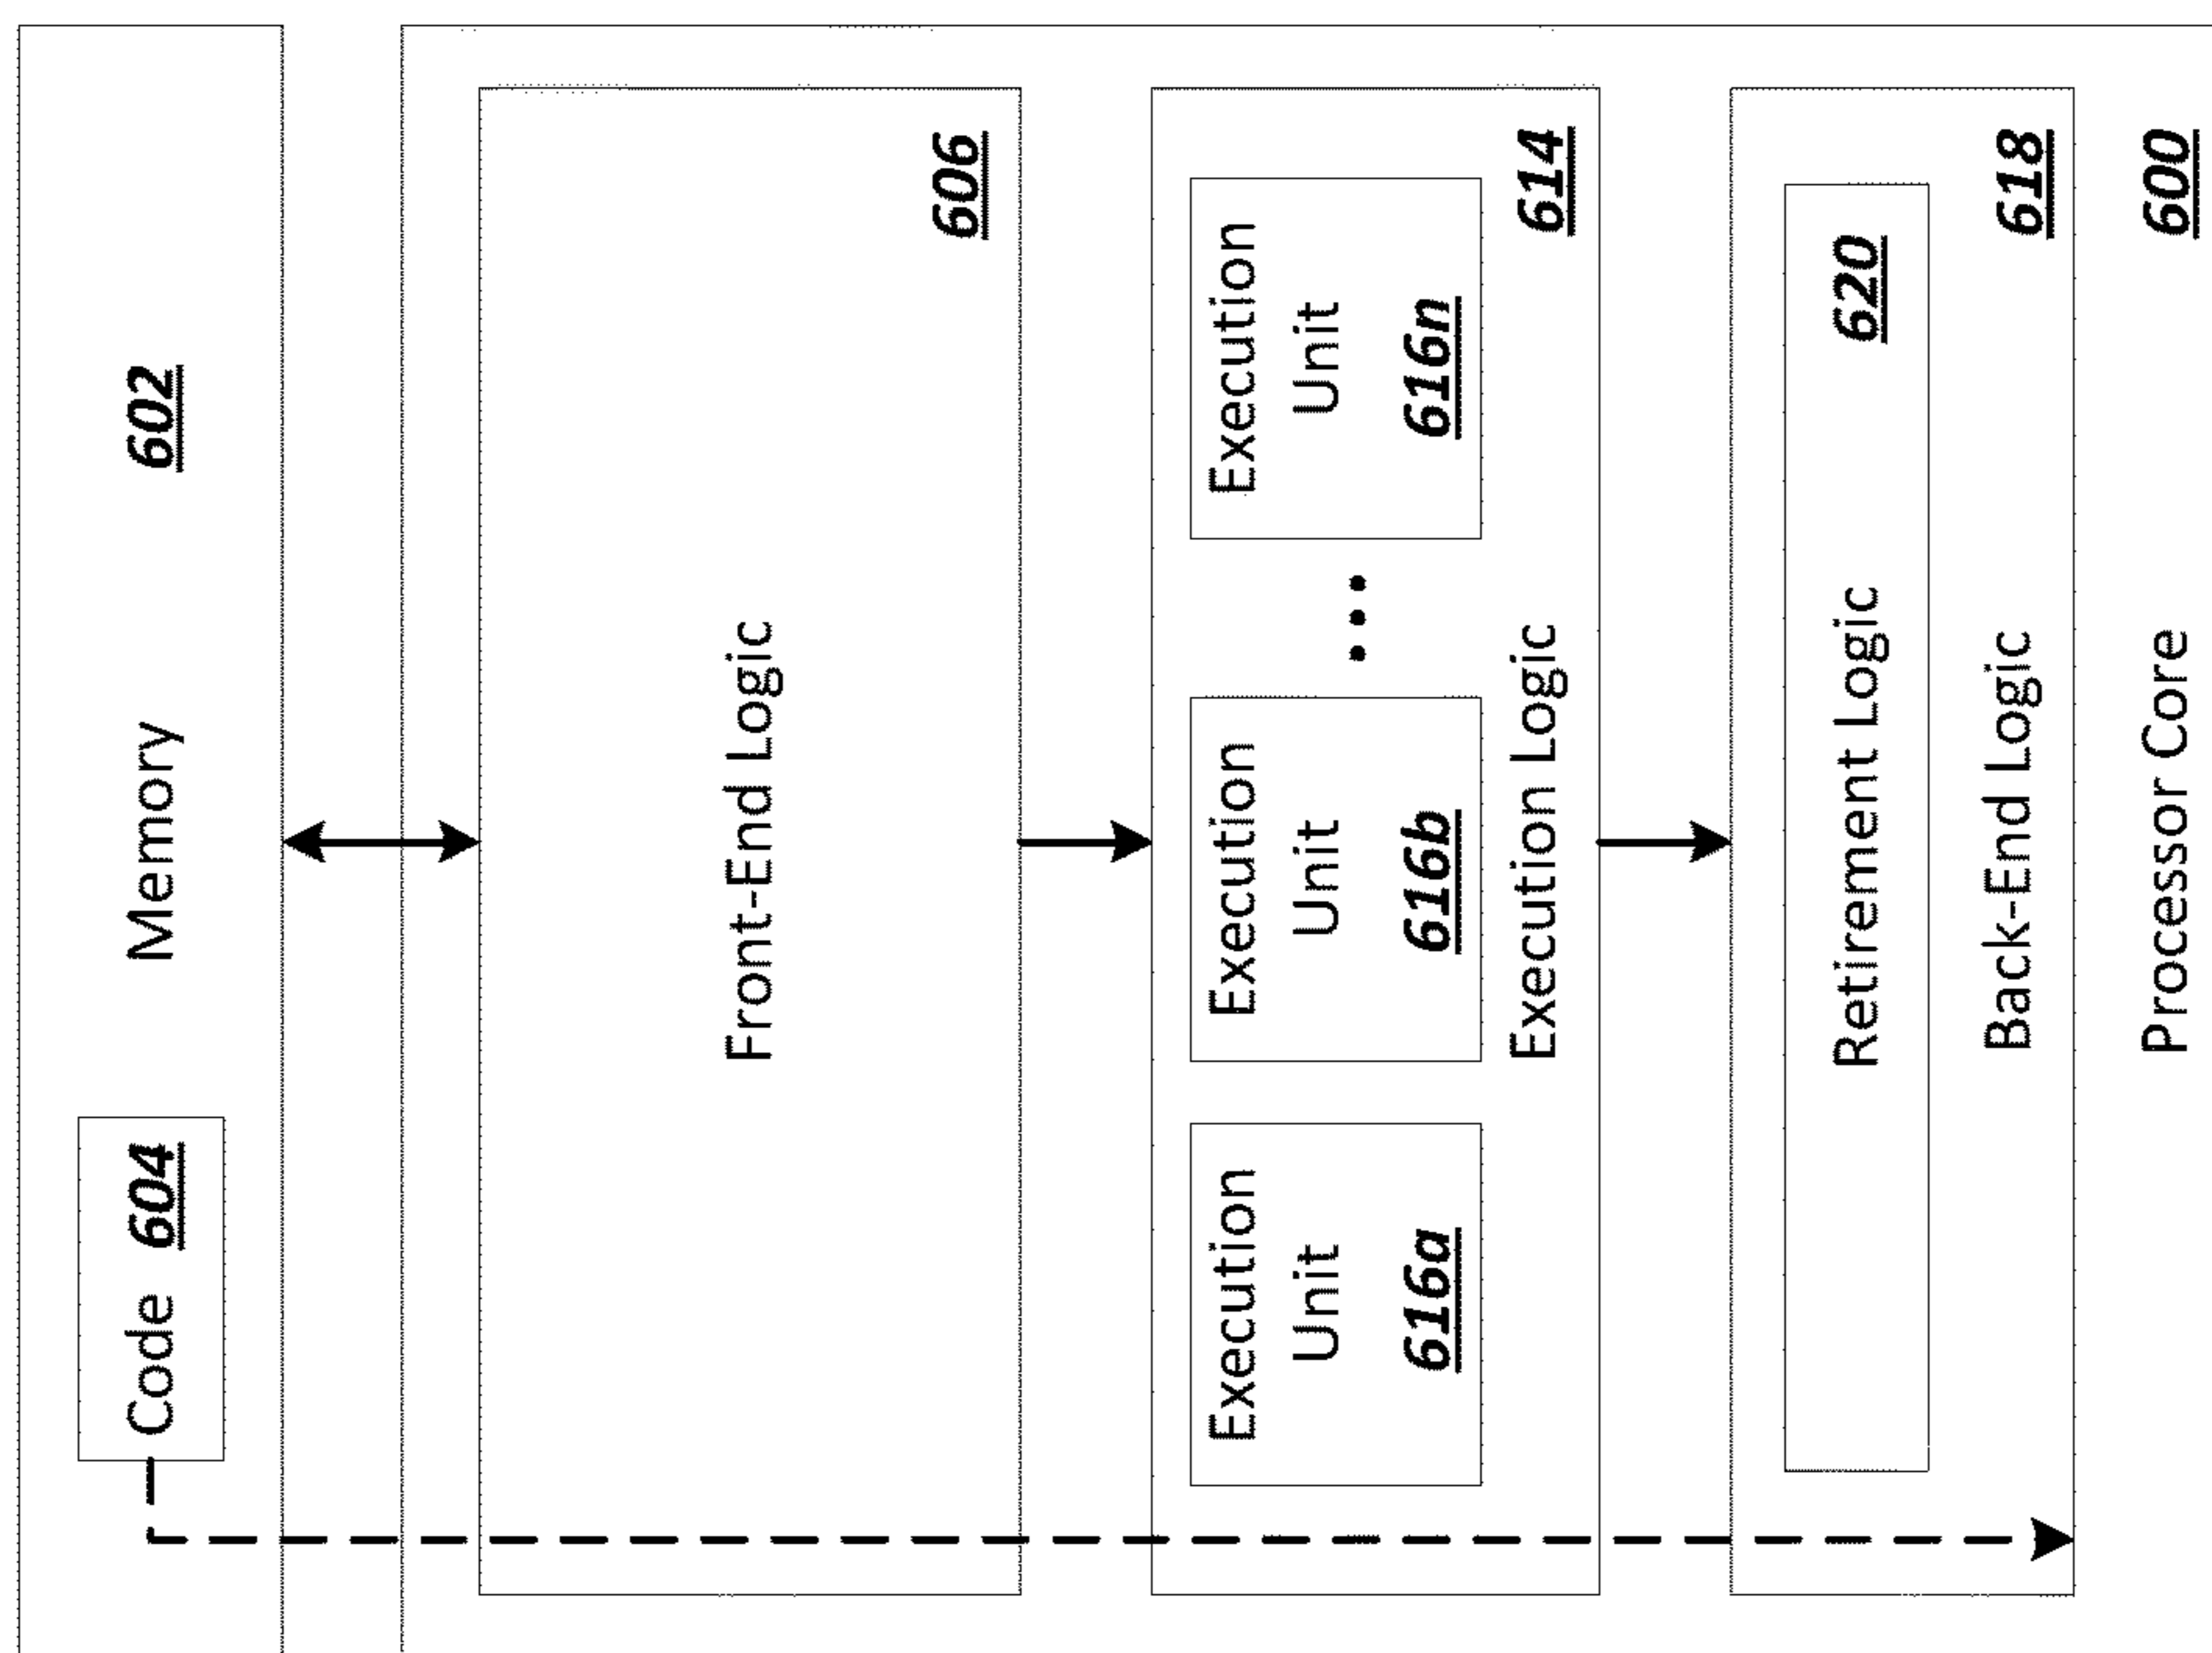 Code 604 Memory 602
Front-End Logic
606
Execution Unit 616a
Execution Unit 616b
...
Execution Unit 616n
Execution Logic 614
Retirement Logic 620
Back-End Logic 618
Processor Core 600